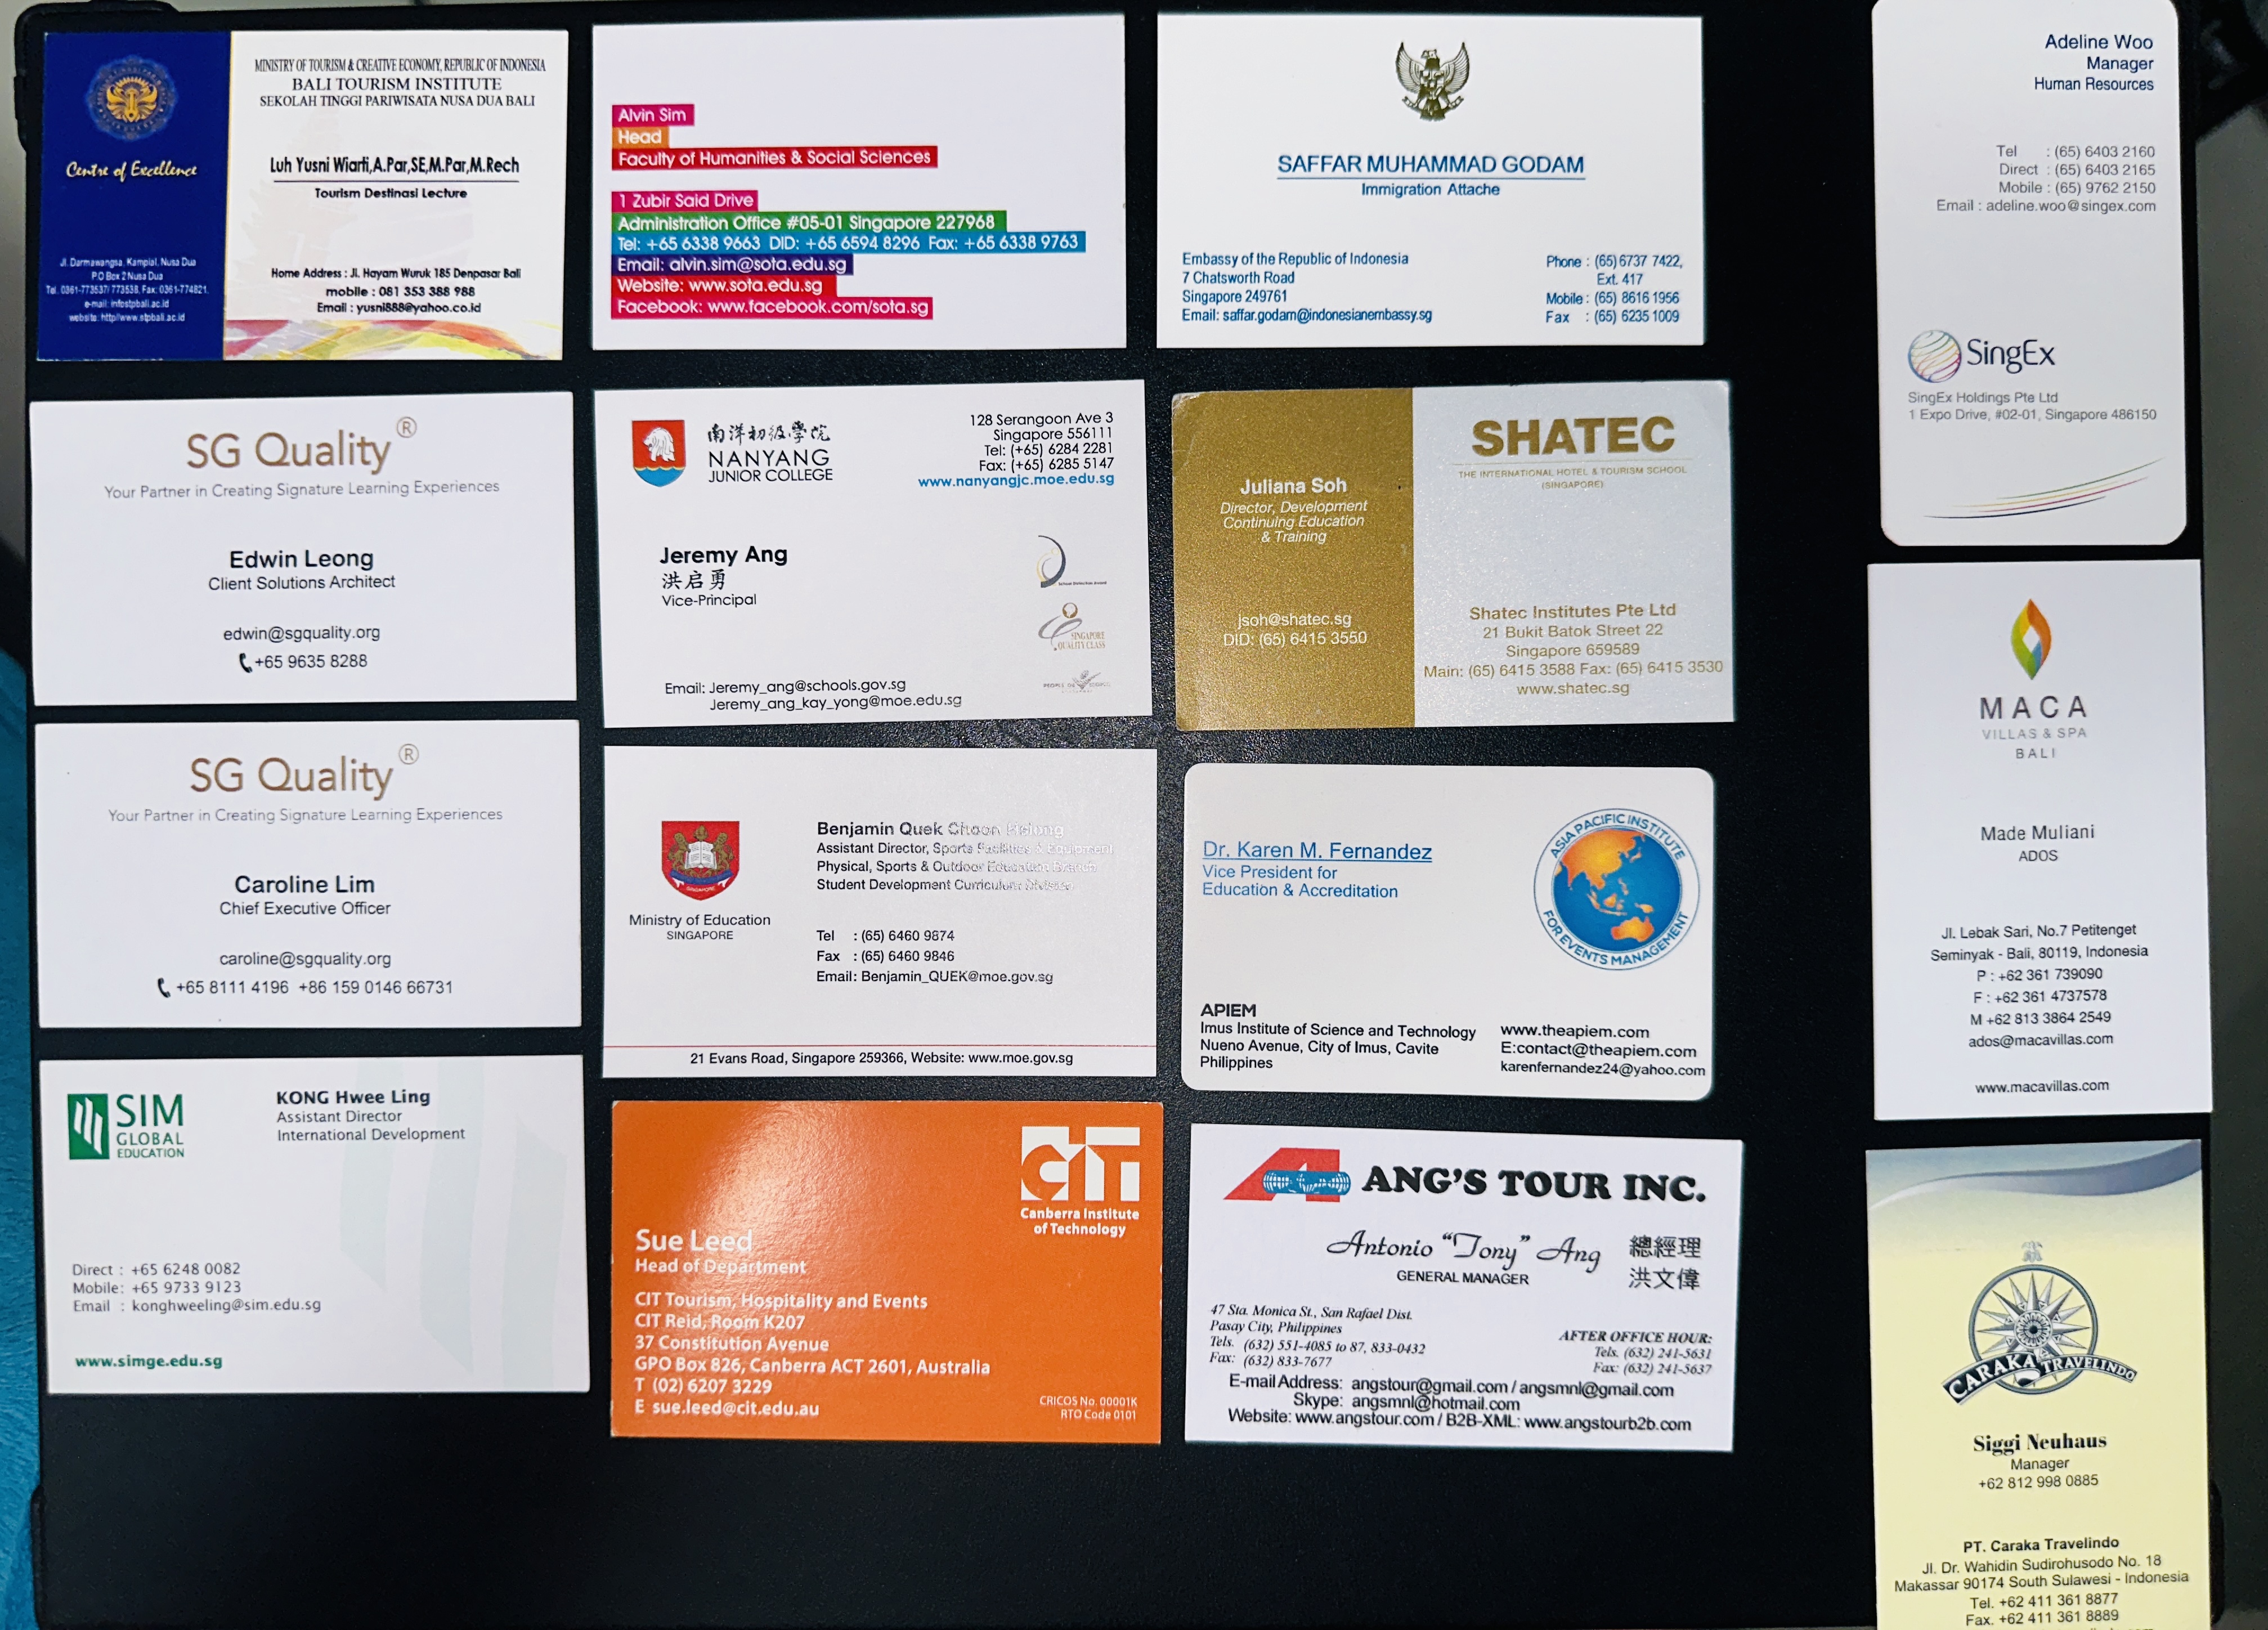 Centre of Excellence
Jl. Darmawangsa, Kampial, Nusa Dua
P.O Box 2 Nusa Dua
Tel. 0361-773537/ 773538, Fax: 0361-774821.
e-mail: infostpbali.ac.id
website: http//www.stpbali.ac.id
MINISTRY OF TOURISM & CREATIVE ECONOMY, REPUBLIC OF INDONESIA
BALI TOURISM INSTITUTE
SEKOLAH TINGGI PARIWISATA NUSA DUA BALI
Luh Yusni Wiarti,A.Par,SE,M.Par,M.Rech
Tourism Destinasi Lecture
Home Address : Jl. Hayam Wuruk 185 Denpasar Bali
mobile : 081 353 388 988
Email : yusni888@yahoo.co.id
Alvin Sim
Head
Faculty of Humanities & Social Sciences
1 Zubir Said Drive
Administration Office #05-01 Singapore 227968
Tel: +65 6338 9663 DID: +65 6594 8296 Fax: +65 6338 9763
Email: alvin.sim@sota.edu.sg
Website: www.sota.edu.sg
Facebook: www.facebook.com/sota.sg
SAFFAR MUHAMMAD GODAM
Immigration Attache
Embassy of the Republic of Indonesia
7 Chatsworth Road
Singapore 249761
Email: saffar.godam@indonesianembassy.sg
Phone : (65) 6737 7422,
Ext. 417
Mobile : (65) 8616 1956
Fax : (65) 6235 1009
Adeline Woo
Manager
Human Resources
Tel : (65) 6403 2160
Direct : (65) 6403 2165
Mobile : (65) 9762 2150
Email : adeline.woo@singex.com
SingEx
SingEx Holdings Pte Ltd
1 Expo Drive, #02-01, Singapore 486150
SG Quality®
Your Partner in Creating Signature Learning Experiences
Edwin Leong
Client Solutions Architect
edwin@sgquality.org
+65 9635 8288
南洋初级学院
NANYANG
JUNIOR COLLEGE
128 Serangoon Ave 3
Singapore 556111
Tel: (+65) 6284 2281
Fax: (+65) 6285 5147
www.nanyangjc.moe.edu.sg
Jeremy Ang
洪启勇
Vice-Principal
School Distinction Award
SINGAPORE
QUALITY CLASS
Email: Jeremy_ang@schools.gov.sg
Jeremy_ang_kay_yong@moe.edu.sg
Juliana Soh
Director, Development
Continuing Education
& Training
jsoh@shatec.sg
DID: (65) 6415 3550
SHATEC
THE INTERNATIONAL HOTEL & TOURISM SCHOOL
(SINGAPORE)
Shatec Institutes Pte Ltd
21 Bukit Batok Street 22
Singapore 659589
Main: (65) 6415 3588 Fax: (65) 6415 3530
www.shatec.sg
MACA
VILLAS & SPA
BALI
Made Muliani
ADOS
Jl. Lebak Sari, No.7 Petitenget
Seminyak - Bali, 80119, Indonesia
P : +62 361 739090
F : +62 361 4737578
M +62 813 3864 2549
ados@macavillas.com
www.macavillas.com
SG Quality®
Your Partner in Creating Signature Learning Experiences
Caroline Lim
Chief Executive Officer
caroline@sgquality.org
+65 8111 4196 +86 159 0146 66731
SINGAPORE
Ministry of Education
SINGAPORE
Benjamin Quek Choon Hsiong
Assistant Director, Sports Facilities & Equipment
Physical, Sports & Outdoor Education Branch
Student Development Curriculum Division
Tel : (65) 6460 9874
Fax : (65) 6460 9846
Email: Benjamin_QUEK@moe.gov.sg
21 Evans Road, Singapore 259366, Website: www.moe.gov.sg
Dr. Karen M. Fernandez
Vice President for
Education & Accreditation
ASIA PACIFIC INSTITUTE
FOR EVENTS MANAGEMENT
APIEM
Imus Institute of Science and Technology
Nueno Avenue, City of Imus, Cavite
Philippines
www.theapiem.com
E:contact@theapiem.com
karenfernandez24@yahoo.com
SIM
GLOBAL
EDUCATION
KONG Hwee Ling
Assistant Director
International Development
Direct : +65 6248 0082
Mobile: +65 9733 9123
Email : konghweeling@sim.edu.sg
www.simge.edu.sg
CIT
Canberra Institute
of Technology
Sue Leed
Head of Department
CIT Tourism, Hospitality and Events
CIT Reid, Room K207
37 Constitution Avenue
GPO Box 826, Canberra ACT 2601, Australia
T (02) 6207 3229
E sue.leed@cit.edu.au
CRICOS No. 00001K
RTO Code 0101
ANG'S TOUR INC.
Antonio "Tony" Ang
GENERAL MANAGER
總經理
洪文偉
47 Sta. Monica St., San Rafael Dist.
Pasay City, Philippines
Tels. (632) 551-4085 to 87, 833-0432
Fax: (632) 833-7677
AFTER OFFICE HOUR:
Tels. (632) 241-5631
Fax: (632) 241-5637
E-mail Address: angstour@gmail.com / angsmnl@gmail.com
Skype: angsmnl@hotmail.com
Website: www.angstour.com / B2B-XML: www.angstourb2b.com
CARAKA TRAVELINDO
Siggi Neuhaus
Manager
+62 812 998 0885
PT. Caraka Travelindo
Jl. Dr. Wahidin Sudirohusodo No. 18
Makassar 90174 South Sulawesi - Indonesia
Tel. +62 411 361 8877
Fax. +62 411 361 8889